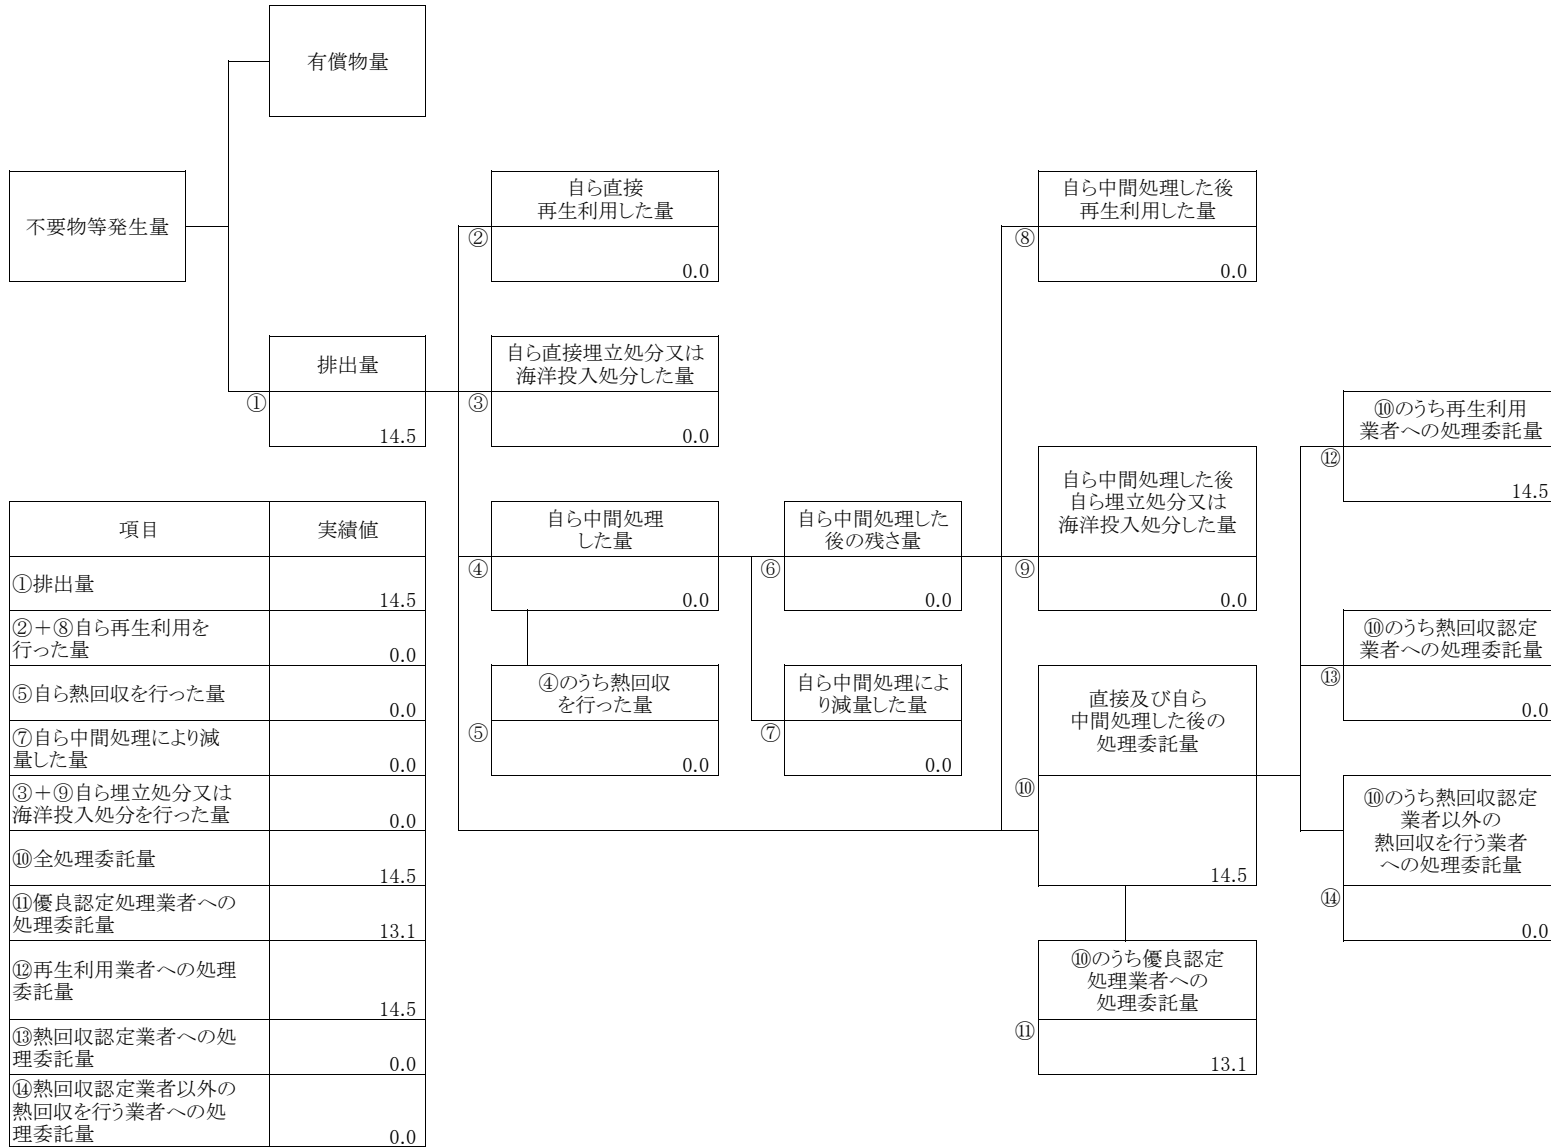 有償物量
不要物等発生量
自ら直接
再生利用した量
②
0.0
自ら中間処理した後
再生利用した量
⑧
0.0
排出量
①
14.5
自ら直接埋立処分又は
海洋投入処分した量
③
0.0
自ら中間処理
した量
④
0.0
自ら中間処理した
後の残さ量
⑥
0.0
自ら中間処理した後
自ら埋立処分又は
海洋投入処分した量
⑨
0.0
⑩のうち再生利用
業者への処理委託量
⑫
14.5
④のうち熱回収
を行った量
⑤
0.0
自ら中間処理によ
り減量した量
⑦
0.0
直接及び自ら
中間処理した後の
処理委託量
⑩
14.5
⑩のうち熱回収認定
業者への処理委託量
⑬
0.0
⑩のうち熱回収認定
業者以外の
熱回収を行う業者
への処理委託量
⑭
0.0
⑩のうち優良認定
処理業者への
処理委託量
⑪
13.1
項目 実績値
①排出量
14.5
②+⑧自ら再生利用を
行った量
0.0
⑤自ら熱回収を行った量
0.0
⑦自ら中間処理により減
量した量
0.0
③+⑨自ら埋立処分又は
海洋投入処分を行った量
0.0
⑩全処理委託量
14.5
⑪優良認定処理業者への
処理委託量
13.1
⑫再生利用業者への処理
委託量
14.5
⑬熱回収認定業者への処
理委託量
0.0
⑭熱回収認定業者以外の
熱回収を行う業者への処
理委託量
0.0